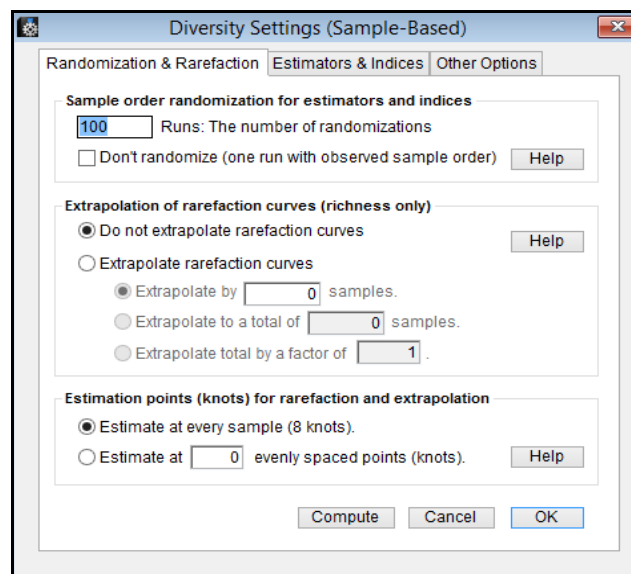 Diversity Settings (Sample-Based)
Randomization & Rarefaction Estimators & Indices Other Options
Sample order randomization for estimators and indices
100 Runs: The number of randomizations
Don't randomize (one run with observed sample order) Help
Extrapolation of rarefaction curves (richness only)
Do not extrapolate rarefaction curves Help
Extrapolate rarefaction curves
Extrapolate by 0 samples.
Extrapolate to a total of 0 samples.
Extrapolate total by a factor of 1 .
Estimation points (knots) for rarefaction and extrapolation
Estimate at every sample (8 knots).
Estimate at 0 evenly spaced points (knots). Help
Compute Cancel OK